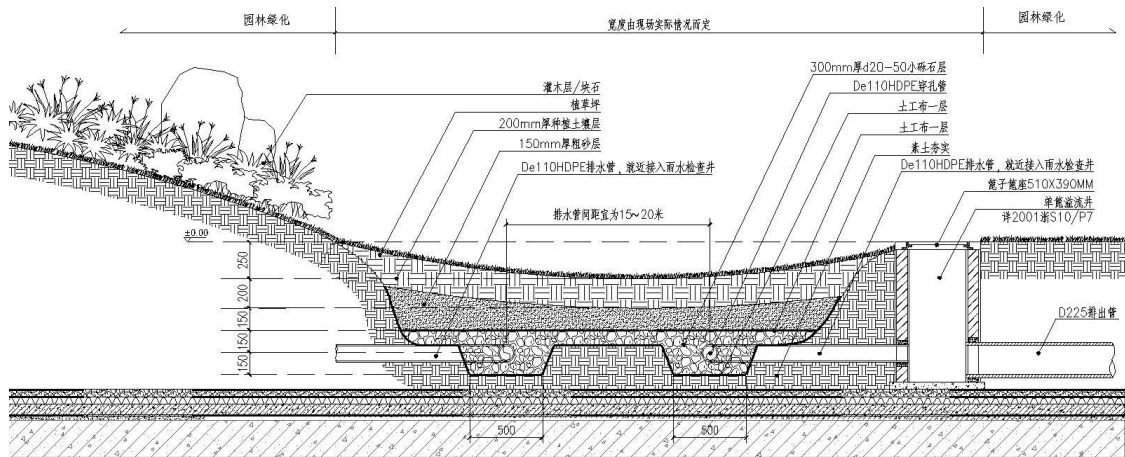 园林绿化
宽度由现场实际情况而定
园林绿化
灌木层/块石
植草坪
200mm厚种植土壤层
150mm厚粗砂层
De110HDPE排水管，就近接入雨水检查井
300mm厚d20-50小砾石层
De110HDPE穿孔管
土工布一层
土工布一层
素土夯实
De110HDPE排水管，就近接入雨水检查井
篦子篦座510X390MM
单篦溢流井
详2001浙S10/P7
排水管间距宜为15~20米
±0.00
250
200
150
150
150
D225排出管
500
500